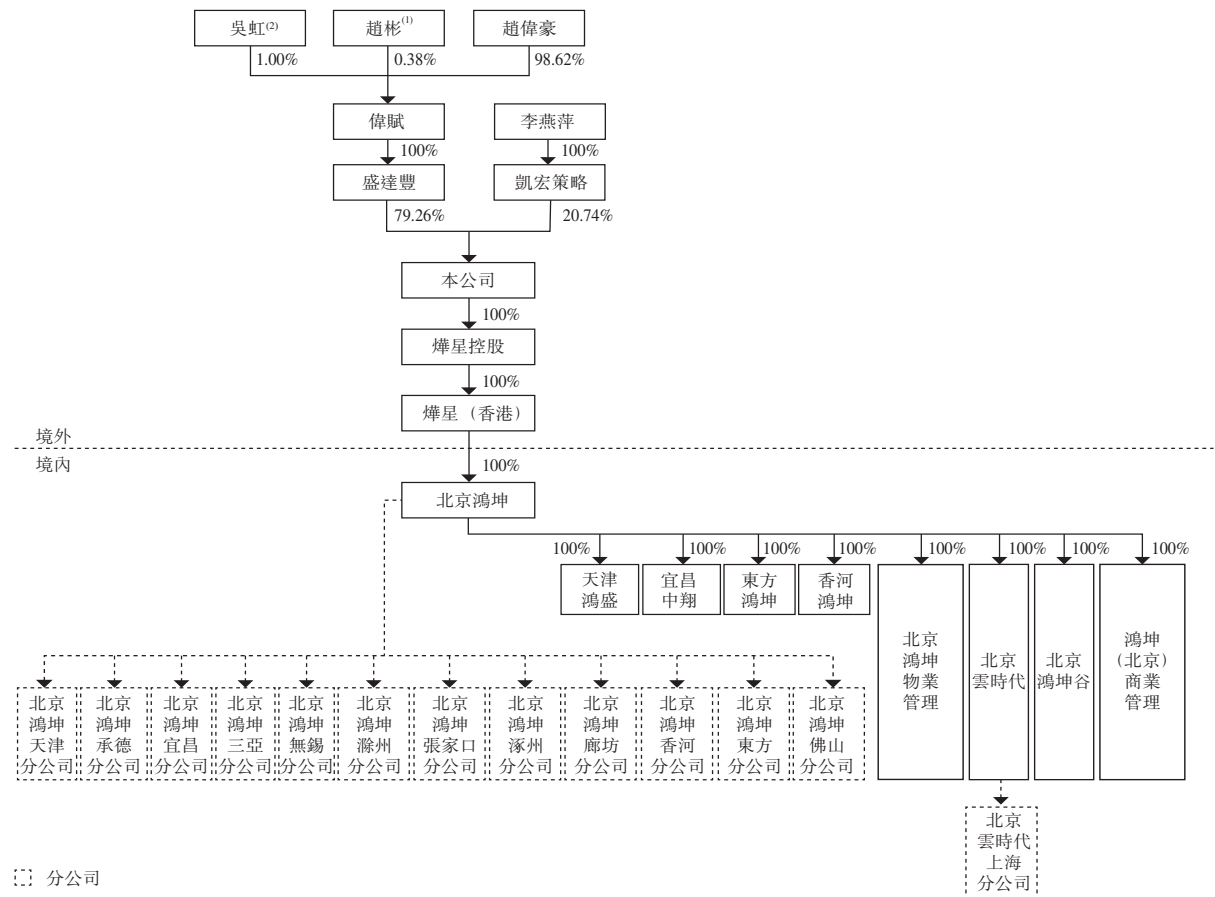 吳虹(2)
趙彬(1)
趙偉豪
1.00%
0.38%
98.62%
偉賦
李燕萍
100%
100%
盛達豐
凱宏策略
79.26%
20.74%
本公司
100%
燁星控股
100%
燁星（香港）
境外
境內
100%
北京鴻坤
100%
100%
100%
100%
100%
100%
100%
100%
天津
鴻盛
宜昌
中翔
東方
鴻坤
香河
鴻坤
北京
鴻坤
物業
管理
北京
雲時代
北京
鴻坤谷
鴻坤
（北京）
商業
管理
北京
鴻坤
天津
分公司
北京
鴻坤
承德
分公司
北京
鴻坤
宜昌
分公司
北京
鴻坤
三亞
分公司
北京
鴻坤
無錫
分公司
北京
鴻坤
滁州
分公司
北京
鴻坤
張家口
分公司
北京
鴻坤
涿州
分公司
北京
鴻坤
廊坊
分公司
北京
鴻坤
香河
分公司
北京
鴻坤
東方
分公司
北京
鴻坤
佛山
分公司
北京
雲時代
上海
分公司
分公司